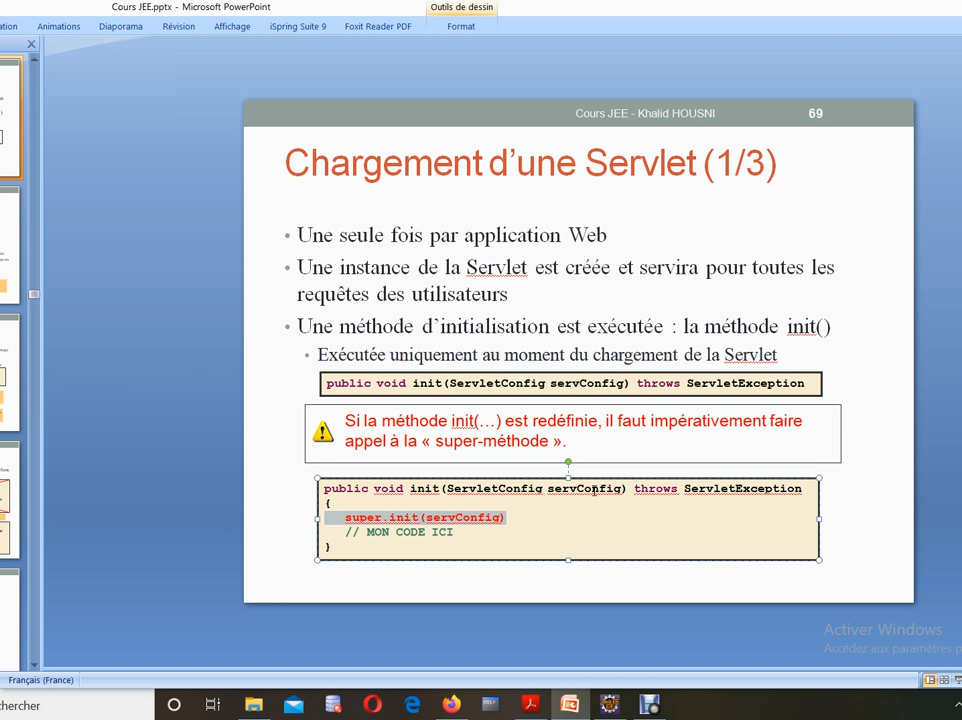 Cours JEE.pptx - Microsoft PowerPoint
Outils de dessin
Animations Diaporama Révision Affichage iSpring Suite 9 Foxit Reader PDF Format
Cours JEE - Khalid HOUSNI 69
Chargement d’une Servlet (1/3)
• Une seule fois par application Web
• Une instance de la Servlet est créée et servira pour toutes les
requêtes des utilisateurs
• Une méthode d’initialisation est exécutée : la méthode init()
• Exécutée uniquement au moment du chargement de la Servlet
public void init(ServletConfig servConfig) throws ServletException
Si la méthode init(…) est redéfinie, il faut impérativement faire
appel à la « super-méthode ».
public void init(ServletConfig servConfig) throws ServletException
{
super.init(servConfig)
// MON CODE ICI
}
Activer Windows
Accédez aux paramètres p
Français (France)
hercher